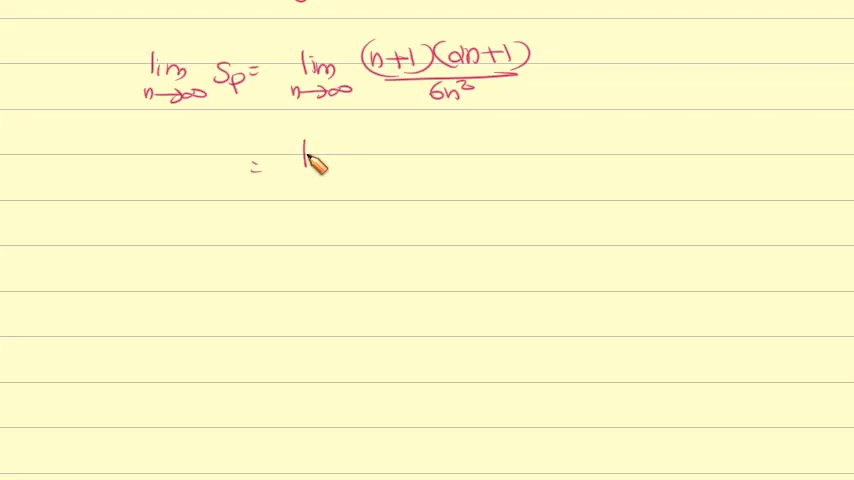 lim n→∞ Sp = lim n→∞ (n+1)(2n+1) / 6n²
= l